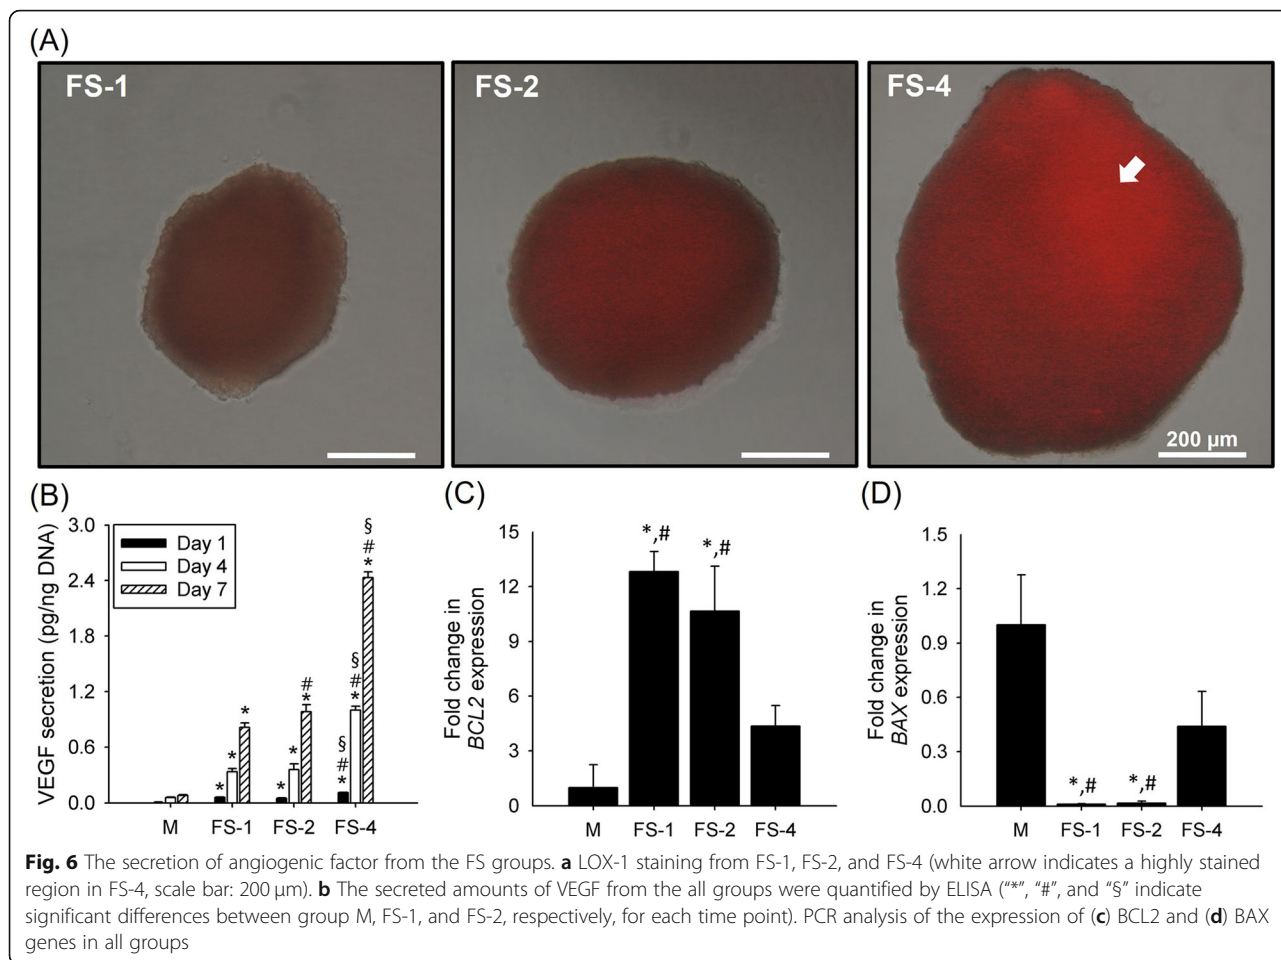 (A)
FS-1
FS-2
FS-4
200 µm
(B)
VEGF secretion (pg/ng DNA)
3.0
2.4
1.8
1.2
0.6
0.0
Day 1
Day 4
Day 7
*
*
*
*
*
#
*
§
#
*
§
#
*
§
#
*
M FS-1 FS-2 FS-4
(C)
Fold change in
BCL2 expression
15
12
9
6
3
0
*,#
*,#
M FS-1 FS-2 FS-4
(D)
Fold change in
BAX expression
1.5
1.2
0.9
0.6
0.3
0.0
*,#
*,#
M FS-1 FS-2 FS-4
Fig. 6 The secretion of angiogenic factor from the FS groups. a LOX-1 staining from FS-1, FS-2, and FS-4 (white arrow indicates a highly stained
region in FS-4, scale bar: 200 µm). b The secreted amounts of VEGF from the all groups were quantified by ELISA (“*”, “#”, and “§” indicate
significant differences between group M, FS-1, and FS-2, respectively, for each time point). PCR analysis of the expression of (c) BCL2 and (d) BAX
genes in all groups